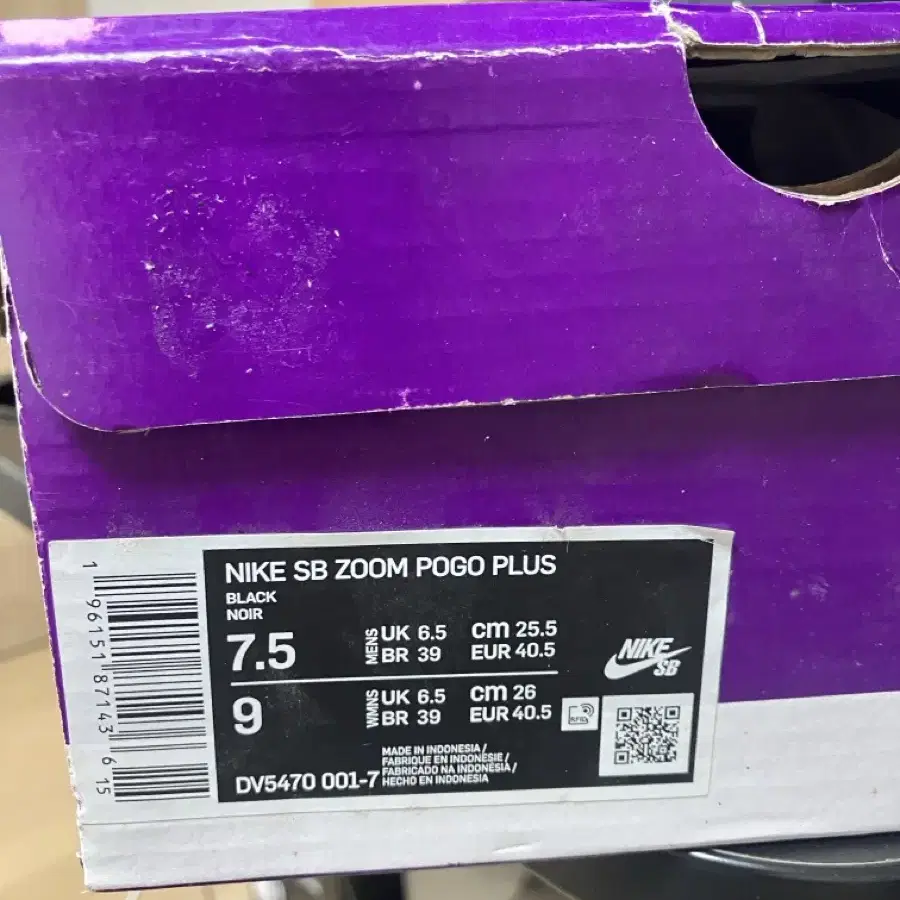 NIKE SB ZOOM POGO PLUS
BLACK
NOIR
7.5 MENS UK 6.5 cm 25.5
BR 39 EUR 40.5
9 WMNS UK 6.5 cm 26
BR 39 EUR 40.5
NIKE
SB
RFID
MADE IN INDONESIA /
FABRIQUE EN INDONESIE /
FABRICADO NA INDONESIA /
HECHO EN INDONESIA
DV5470 001-7
1 96151 87143 6 15